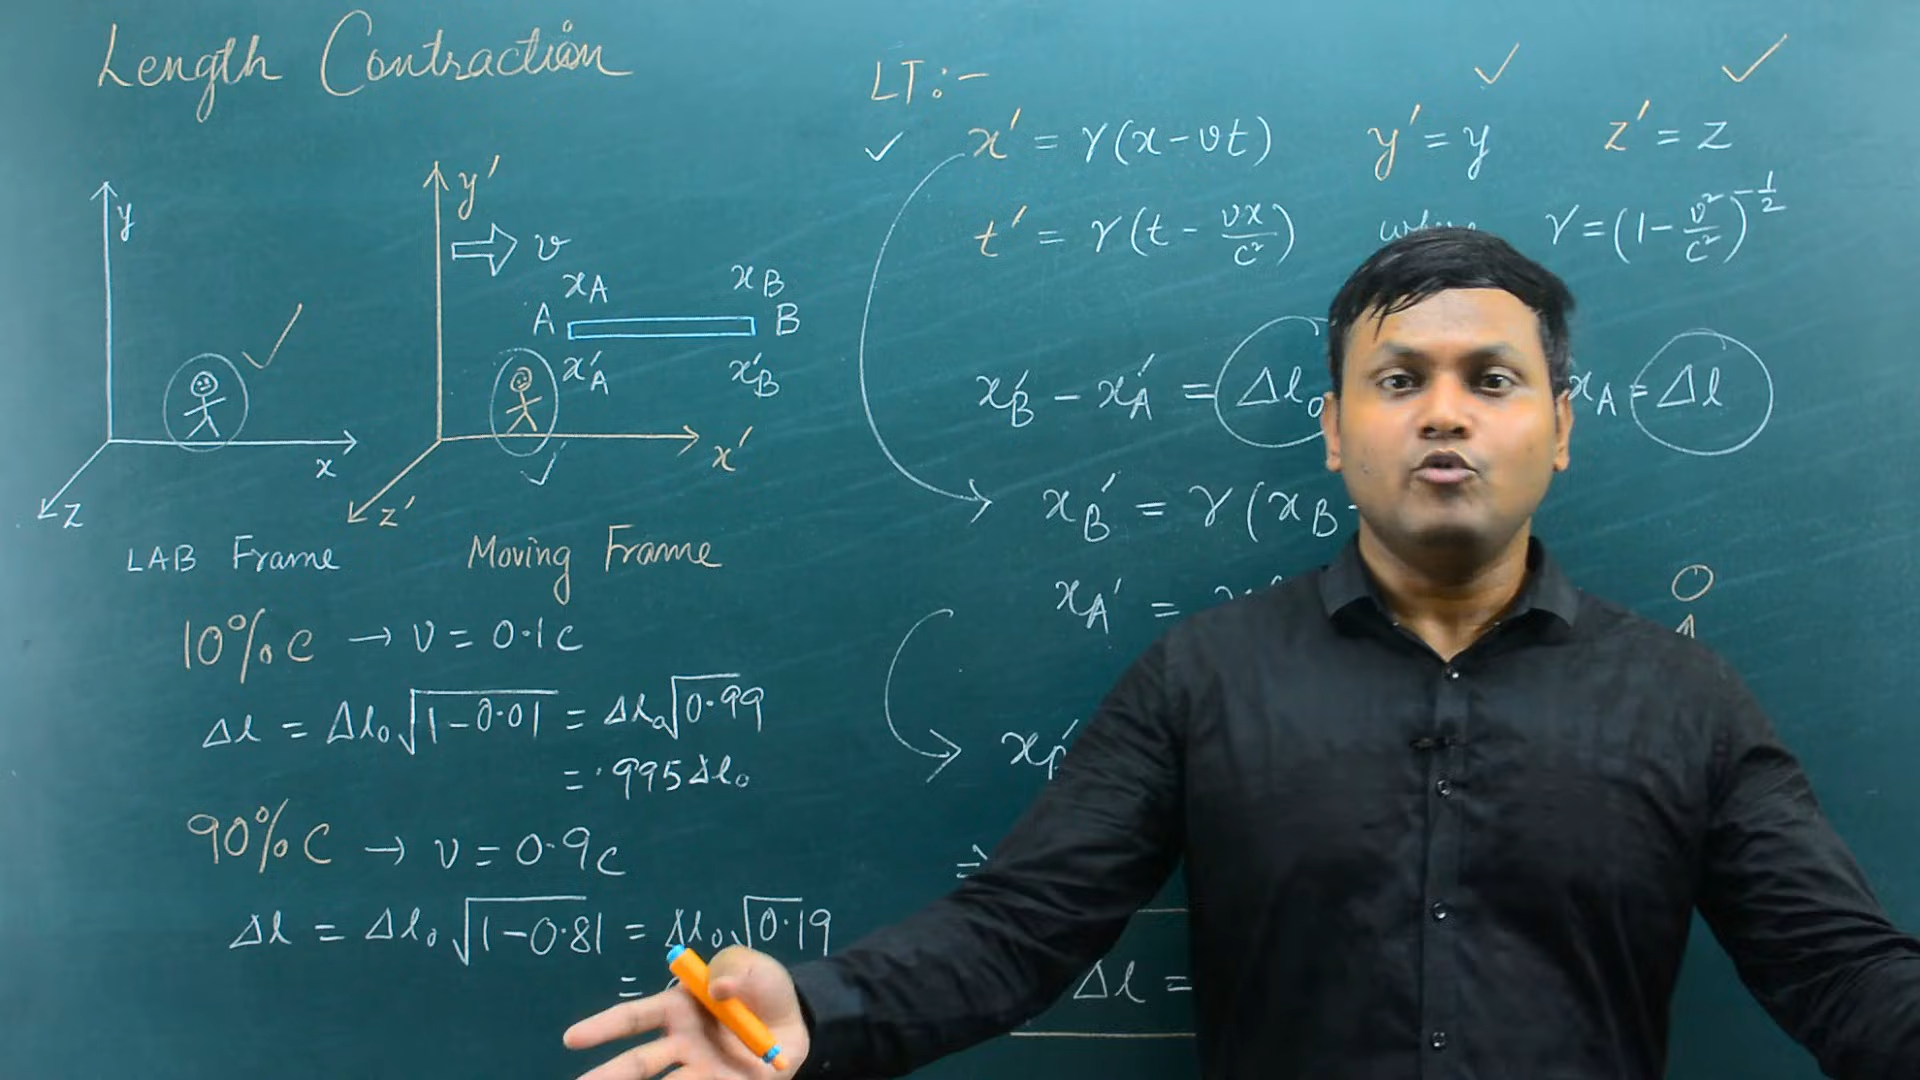 Length Contraction
y
y'
v
x_A x_B
A B
x'_A x'_B
x
x'
z
z'
LAB Frame Moving Frame
10% c → v = 0.1c
Δl = Δl₀√(1-0.01) = Δl₀√0.99
= .995Δl₀
90% c → v = 0.9c
Δl = Δl₀√(1-0.81) = Δl₀√0.19
=
LT:-
x' = γ(x-vt) y' = y z' = z
t' = γ(t - vx/c²) γ = (1 - v²/c²)^(-1/2)
x'_B - x'_A = Δl₀ x_A = Δl
→ x'_B = γ(x_B -
x'_A =
→
⇒
Δl =